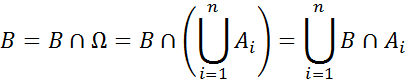 B = B ∩ Ω = B ∩ (⋃_{i=1}^{n} A_i) = ⋃_{i=1}^{n} B ∩ A_i